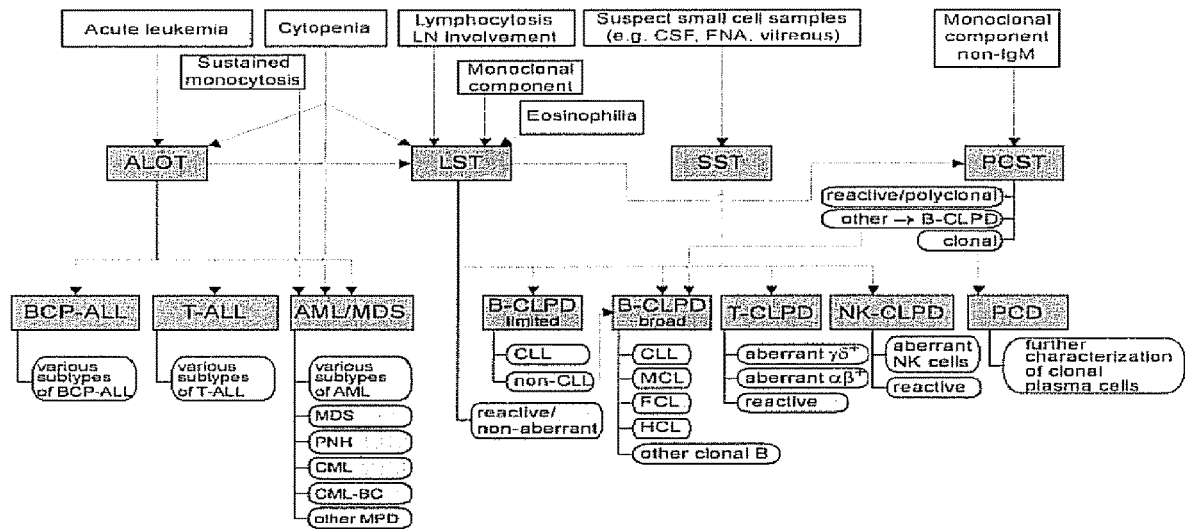 Acute leukemia
Cytopenia
Lymphocytosis
LN Involvement
Suspect small cell samples
(e.g. CSF, FNA, vitreous)
Monoclonal
component
non-IgM
Sustained
monocytosis
Monoclonal
component
Eosinophilia
ALOT
LST
SST
PCST
reactive/polyclonal
other → B-CLPD
clonal
BCP-ALL
T-ALL
AML/MDS
B-CLPD
limited
B-CLPD
broad
T-CLPD
NK-CLPD
PCD
various
subtypes
of BCP-ALL
various
subtypes
of T-ALL
various
subtypes
of AML
MDS
PNH
CML
CML-BC
other MPD
CLL
non-CLL
reactive/
non-aberrant
CLL
MCL
FCL
HCL
other clonal B
aberrant γδ+
aberrant αβ+
reactive
aberrant
NK cells
reactive
further
characterization
of clonal
plasma cells